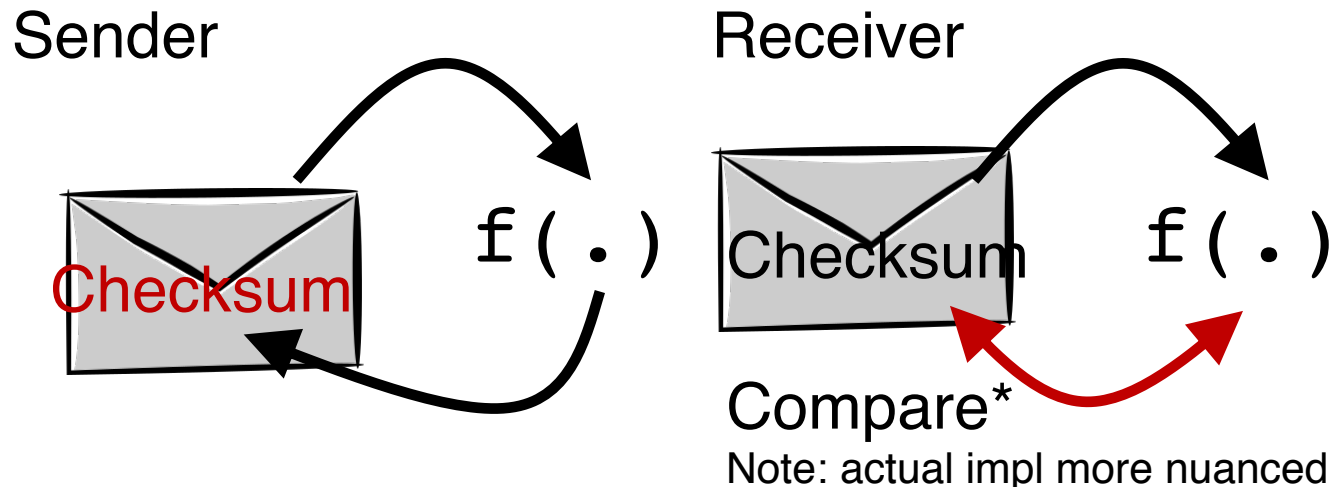 Sender
Checksum
f(.)
Receiver
Checksum
f(.)
Compare*
Note: actual impl more nuanced